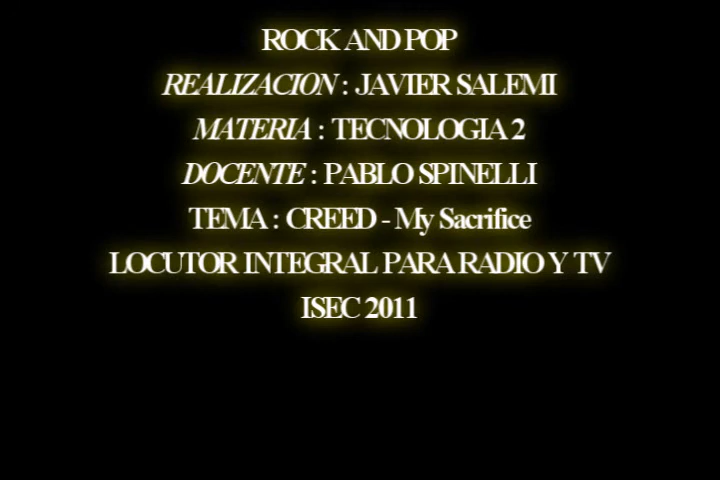 ROCK AND POP
REALIZACION : JAVIER SALEMI
MATERIA : TECNOLOGIA 2
DOCENTE : PABLO SPINELLI
TEMA : CREED - My Sacrifice
LOCUTOR INTEGRAL PARA RADIO Y TV
ISEC 2011